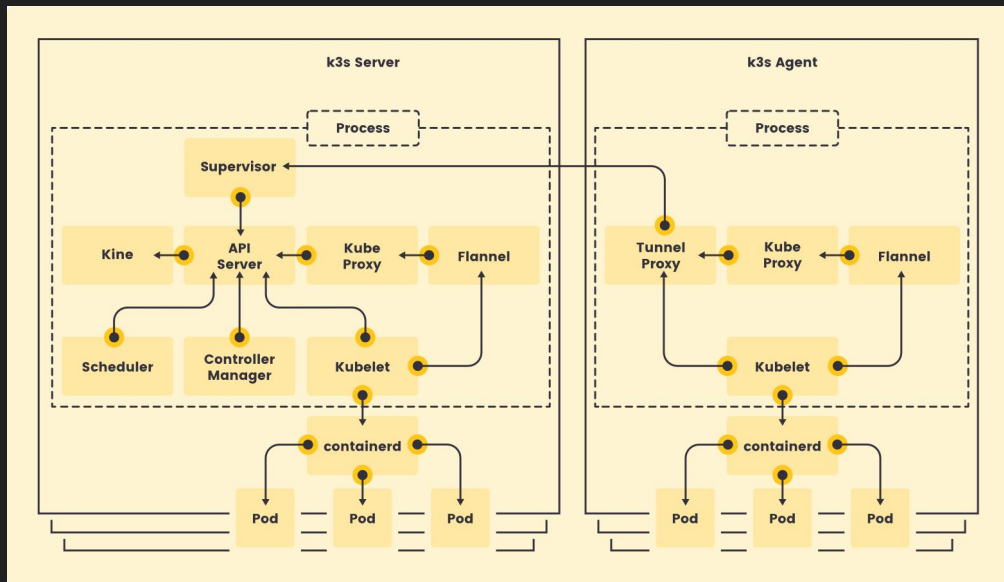 k3s Server
k3s Agent
Process
Process
Supervisor
Kine
API
Server
Kube
Proxy
Flannel
Tunnel
Proxy
Kube
Proxy
Flannel
Scheduler
Controller
Manager
Kubelet
Kubelet
containerd
containerd
Pod
Pod
Pod
Pod
Pod
Pod